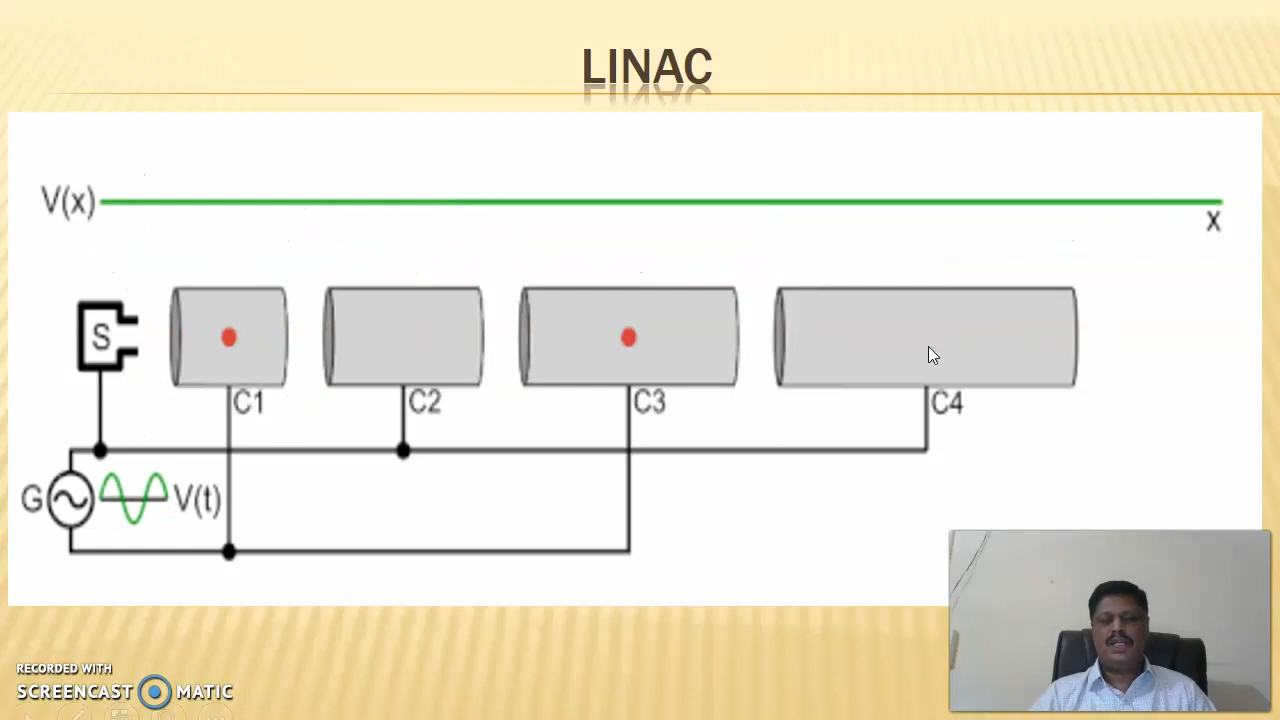 LINAC
V(x)
x
S
C1
C2
C3
C4
G
V(t)
RECORDED WITH
SCREENCAST MATIC